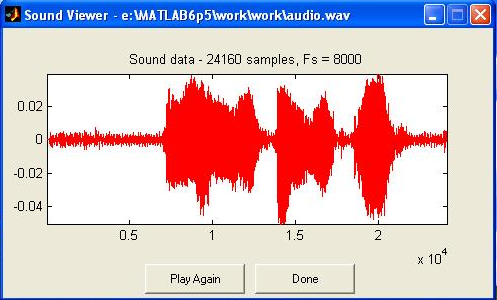 Sound Viewer - e:\MATLAB6p5\work\work\audio.wav
Sound data - 24160 samples, Fs = 8000
0.02
0
-0.02
-0.04
0.5 1 1.5 2
x 10^4
Play Again Done